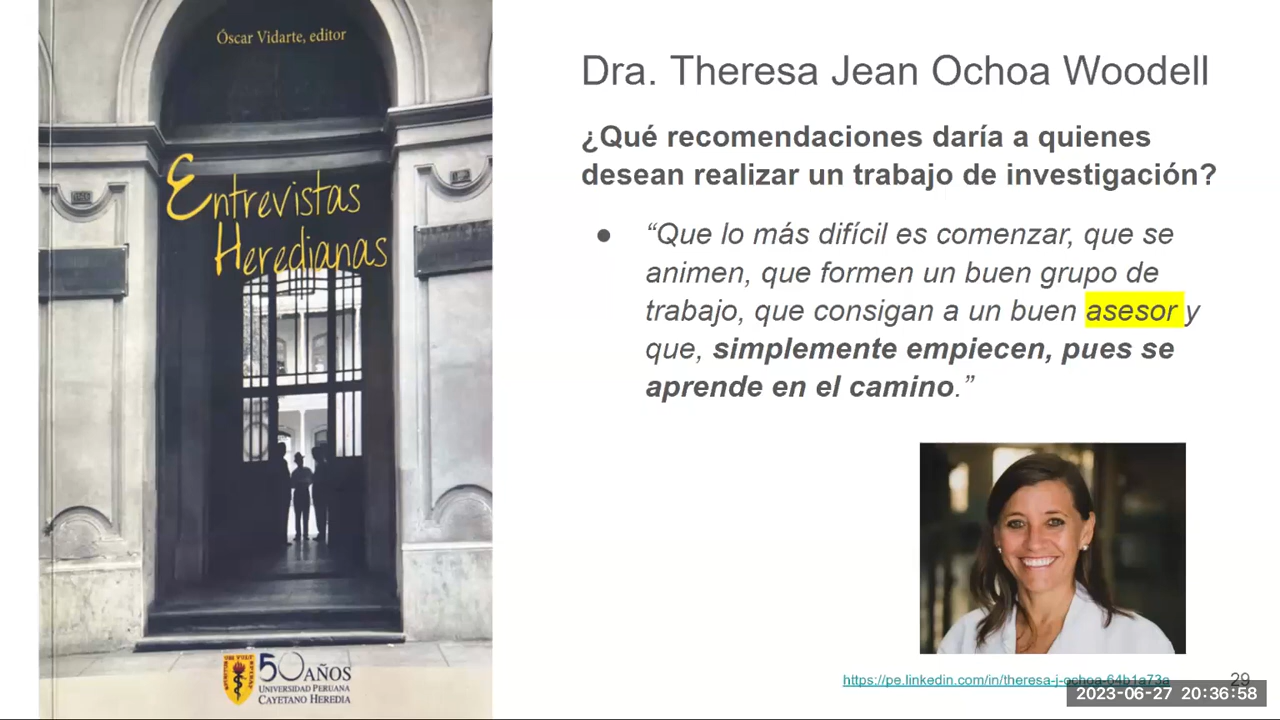 Óscar Vidarte, editor
Entrevistas
Heredianas
50 AÑOS
UNIVERSIDAD PERUANA
CAYETANO HEREDIA
Dra. Theresa Jean Ochoa Woodell
¿Qué recomendaciones daría a quienes
desean realizar un trabajo de investigación?
● “Que lo más difícil es comenzar, que se
animen, que formen un buen grupo de
trabajo, que consigan a un buen asesor y
que, simplemente empiecen, pues se
aprende en el camino.”
https://pe.linkedin.com/in/theresa-j-ochoa-64b1a73a
29
2023-06-27 20:36:58